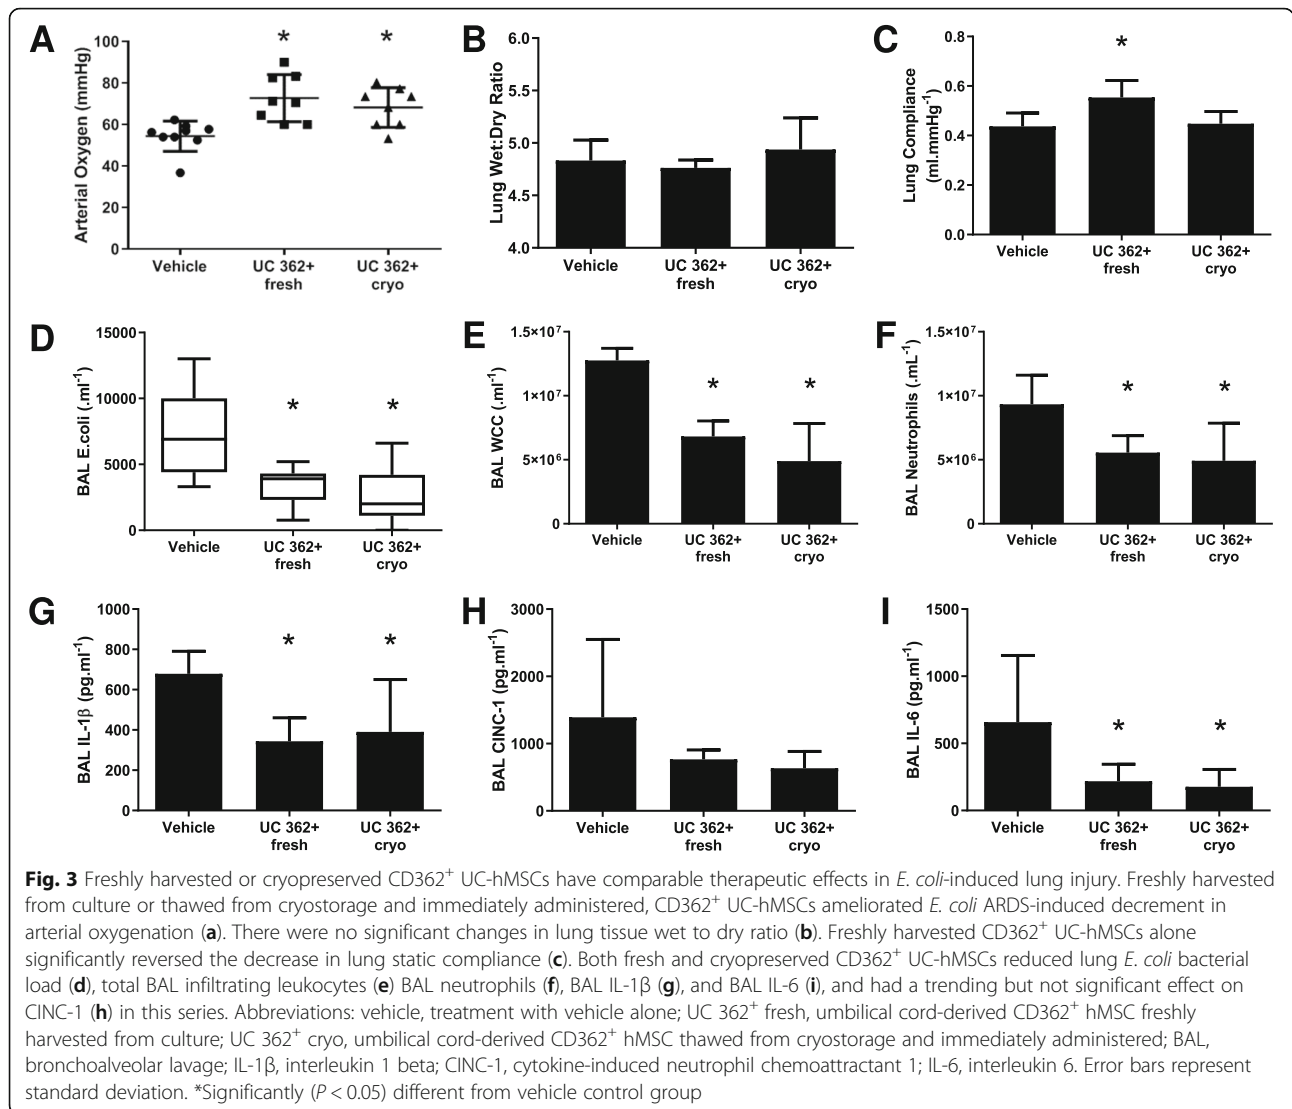 A
Arterial Oxygen (mmHg)
100
80
60
40
20
0
*
*
Vehicle
UC 362+
fresh
UC 362+
cryo
B
Lung Wet:Dry Ratio
6.0
5.5
5.0
4.5
4.0
Vehicle
UC 362+
fresh
UC 362+
cryo
C
Lung Compliance
(ml.mmHg⁻¹)
0.8
0.6
0.4
0.2
0.0
*
Vehicle
UC 362+
fresh
UC 362+
cryo
D
BAL E.coli (.ml⁻¹)
15000
10000
5000
0
*
*
Vehicle
UC 362+
fresh
UC 362+
cryo
E
BAL WCC (.ml⁻¹)
1.5×10⁷
1×10⁷
5×10⁶
0
*
*
Vehicle
UC 362+
fresh
UC 362+
cryo
F
BAL Neutrophils (.mL⁻¹)
1.5×10⁷
1×10⁷
5×10⁶
0
*
*
Vehicle
UC 362+
fresh
UC 362+
cryo
G
BAL IL-1β (pg.ml⁻¹)
1000
800
600
400
200
0
*
*
Vehicle
UC 362+
fresh
UC 362+
cryo
H
BAL CINC-1 (pg.ml⁻¹)
3000
2000
1000
0
Vehicle
UC 362+
fresh
UC 362+
cryo
I
BAL IL-6 (pg.ml⁻¹)
1500
1000
500
0
*
*
Vehicle
UC 362+
fresh
UC 362+
cryo
Fig. 3 Freshly harvested or cryopreserved CD362⁺ UC-hMSCs have comparable therapeutic effects in E. coli-induced lung injury. Freshly harvested
from culture or thawed from cryostorage and immediately administered, CD362⁺ UC-hMSCs ameliorated E. coli ARDS-induced decrement in
arterial oxygenation (a). There were no significant changes in lung tissue wet to dry ratio (b). Freshly harvested CD362⁺ UC-hMSCs alone
significantly reversed the decrease in lung static compliance (c). Both fresh and cryopreserved CD362⁺ UC-hMSCs reduced lung E. coli bacterial
load (d), total BAL infiltrating leukocytes (e) BAL neutrophils (f), BAL IL-1β (g), and BAL IL-6 (i), and had a trending but not significant effect on
CINC-1 (h) in this series. Abbreviations: vehicle, treatment with vehicle alone; UC 362⁺ fresh, umbilical cord-derived CD362⁺ hMSC freshly
harvested from culture; UC 362⁺ cryo, umbilical cord-derived CD362⁺ hMSC thawed from cryostorage and immediately administered; BAL,
bronchoalveolar lavage; IL-1β, interleukin 1 beta; CINC-1, cytokine-induced neutrophil chemoattractant 1; IL-6, interleukin 6. Error bars represent
standard deviation. *Significantly (P < 0.05) different from vehicle control group